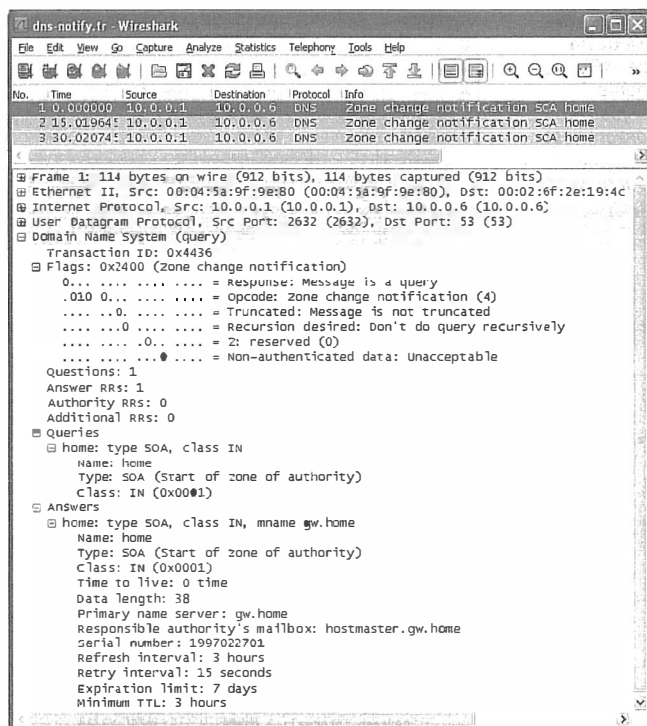 dns-notify.tr - Wireshark
File Edit View Go Capture Analyze Statistics Telephony Tools Help
»
No. Time Source Destination Protocol Info
1 0.000000 10.0.0.1 10.0.0.6 DNS Zone change notification SCA home
2 15.019645 10.0.0.1 10.0.0.6 DNS Zone change notification SCA home
3 30.020745 10.0.0.1 10.0.0.6 DNS Zone change notification SCA home
Frame 1: 114 bytes on wire (912 bits), 114 bytes captured (912 bits)
Ethernet II, Src: 00:04:5a:9f:9e:80 (00:04:5a:9f:9e:80), Dst: 00:02:6f:2e:19:4c
Internet Protocol, Src: 10.0.0.1 (10.0.0.1), Dst: 10.0.0.6 (10.0.0.6)
User Datagram Protocol, Src Port: 2632 (2632), Dst Port: 53 (53)
Domain Name System (query)
Transaction ID: 0x4436
Flags: 0x2400 (Zone change notification)
0... .... .... .... = Response: Message is a query
.010 0... .... .... = Opcode: Zone change notification (4)
.... ..0. .... .... = Truncated: Message is not truncated
.... ...0 .... .... = Recursion desired: Don't do query recursively
.... .... .0.. .... = Z: reserved (0)
.... .... ...0 .... = Non-authenticated data: Unacceptable
Questions: 1
Answer RRs: 1
Authority RRs: 0
Additional RRs: 0
Queries
home: type SOA, class IN
Name: home
Type: SOA (Start of zone of authority)
Class: IN (0x0001)
Answers
home: type SOA, class IN, mname gw.home
Name: home
Type: SOA (Start of zone of authority)
Class: IN (0x0001)
Time to live: 0 time
Data length: 38
Primary name server: gw.home
Responsible authority's mailbox: hostmaster.gw.home
Serial number: 1997022701
Refresh interval: 3 hours
Retry interval: 15 seconds
Expiration limit: 7 days
Minimum TTL: 3 hours